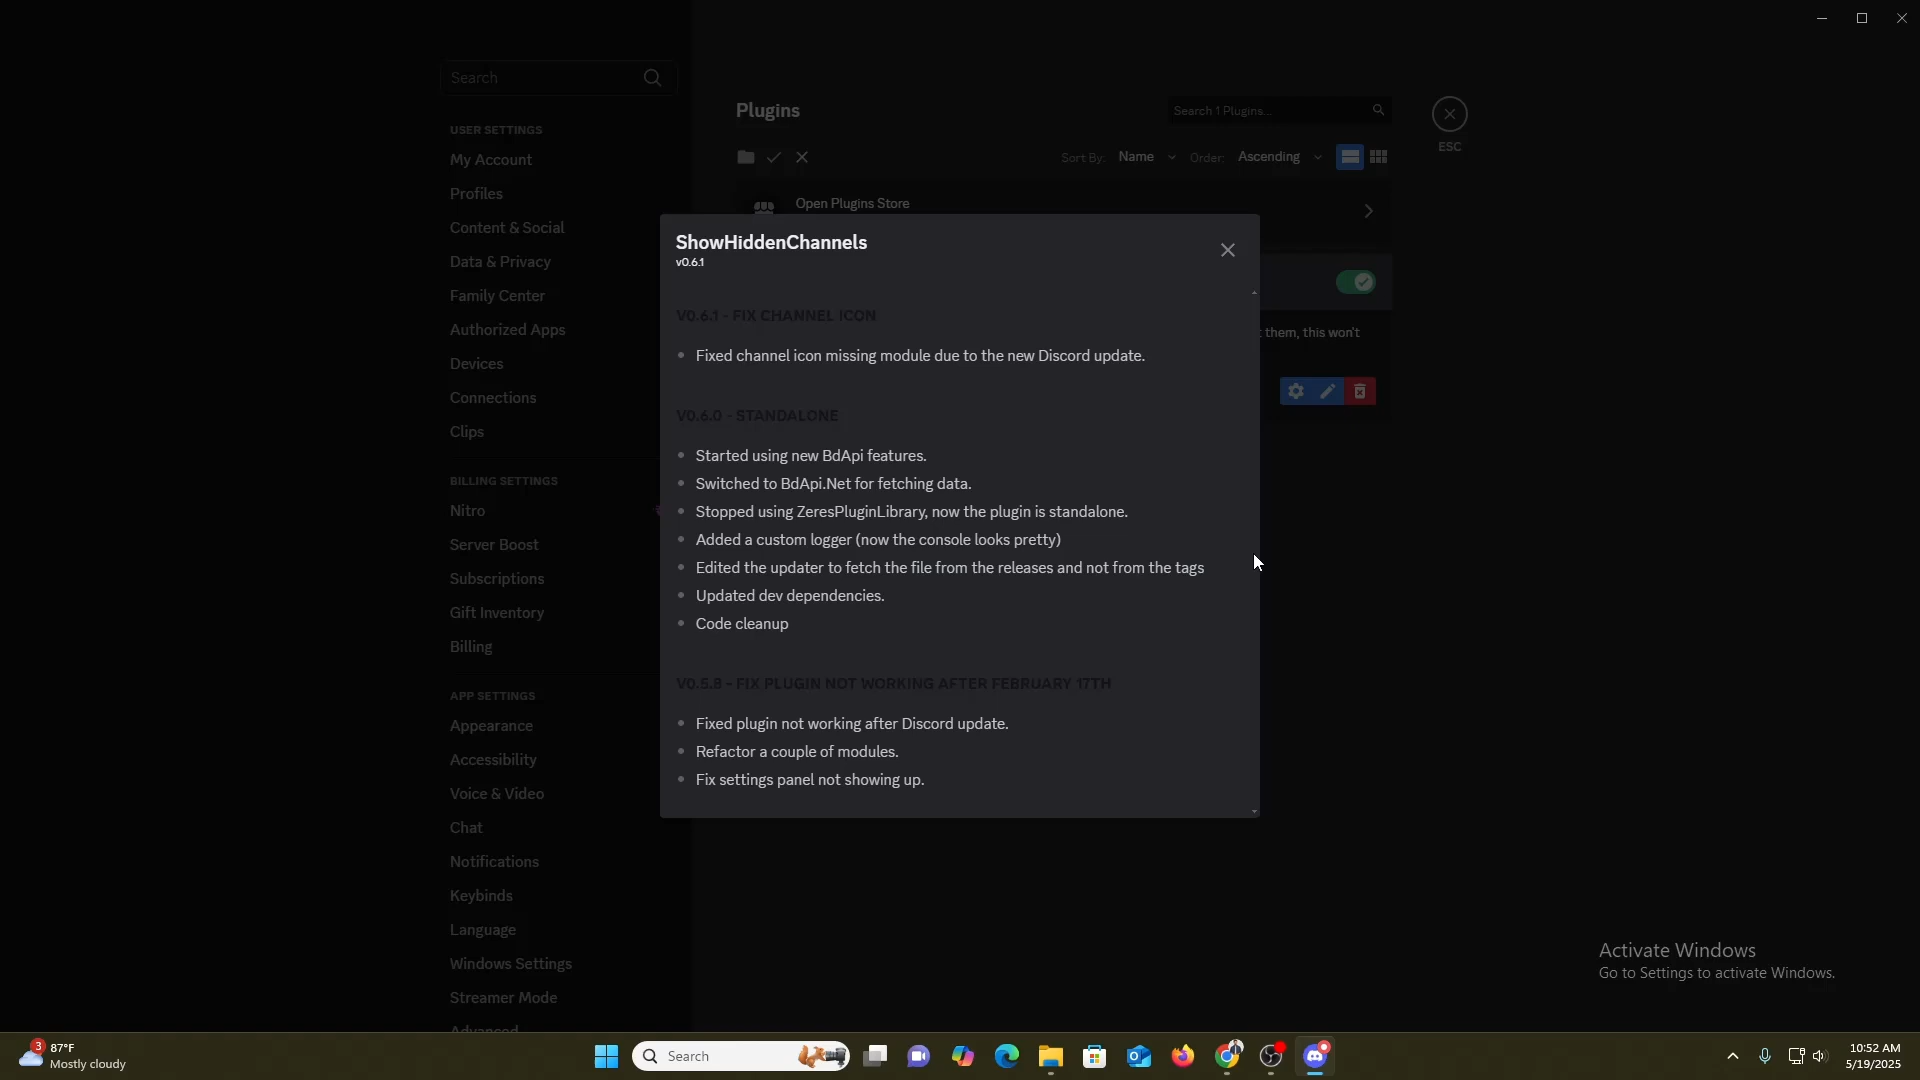 Search
USER SETTINGS
My Account
Profiles
Content & Social
Data & Privacy
Family Center
Authorized Apps
Devices
Connections
Clips
BILLING SETTINGS
Nitro
Server Boost
Subscriptions
Gift Inventory
Billing
APP SETTINGS
Appearance
Accessibility
Voice & Video
Chat
Notifications
Keybinds
Language
Windows Settings
Streamer Mode
Advanced
Plugins
Search 1 Plugins...
ESC
Sort By: Name Order: Ascending
Open Plugins Store
them, this won't
ShowHiddenChannels
v0.6.1
V0.6.1 - FIX CHANNEL ICON
• Fixed channel icon missing module due to the new Discord update.
V0.6.0 - STANDALONE
• Started using new BdApi features.
• Switched to BdApi.Net for fetching data.
• Stopped using ZeresPluginLibrary, now the plugin is standalone.
• Added a custom logger (now the console looks pretty)
• Edited the updater to fetch the file from the releases and not from the tags
• Updated dev dependencies.
• Code cleanup
V0.5.8 - FIX PLUGIN NOT WORKING AFTER FEBRUARY 17TH
• Fixed plugin not working after Discord update.
• Refactor a couple of modules.
• Fix settings panel not showing up.
Activate Windows
Go to Settings to activate Windows.
3
87°F
Mostly cloudy
Search
10:52 AM
5/19/2025